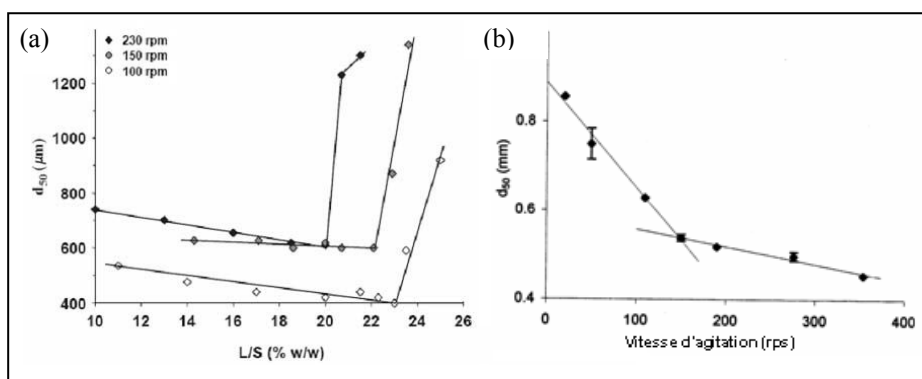 (a)
230 rpm
150 rpm
100 rpm
1200
1000
800
600
400
d50 (μm)
10 12 14 16 18 20 22 24 26
L/S (% w/w)
(b)
0.8
0.6
0.4
d50 (mm)
0 100 200 300 400
Vitesse d'agitation (rps)